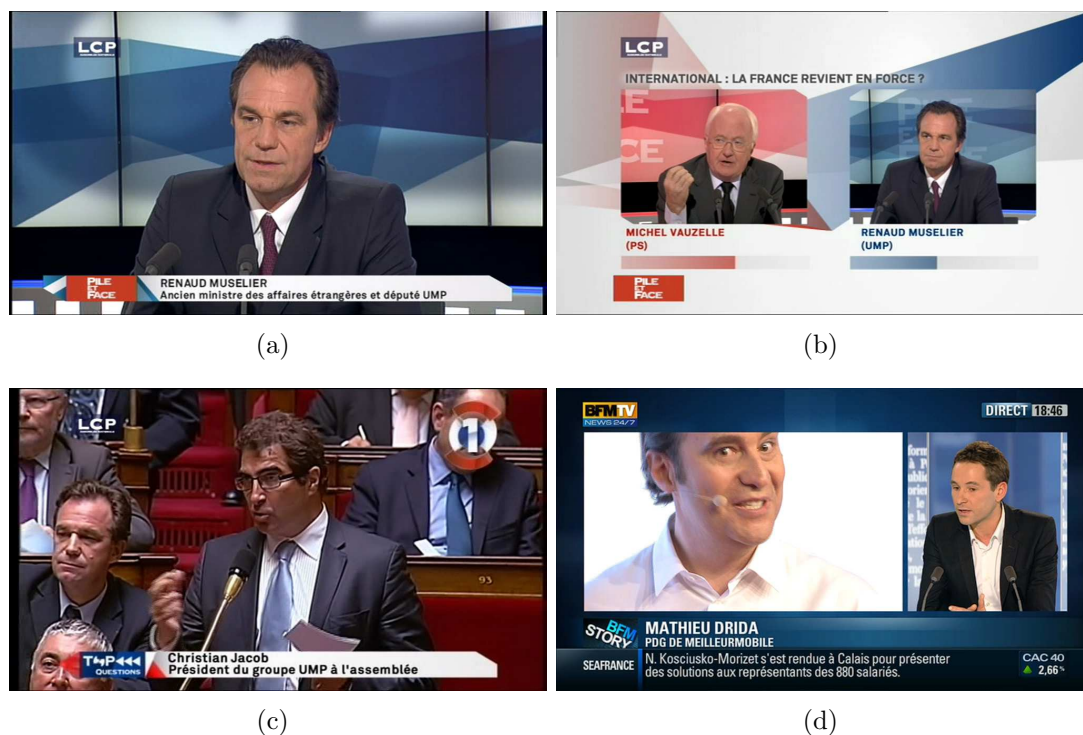 LCP
RENAUD MUSELIER
Ancien ministre des affaires étrangères et député UMP
PILE
ET
FACE
(a)
LCP
INTERNATIONAL : LA FRANCE REVIENT EN FORCE ?
MICHEL VAUZELLE
(PS)
RENAUD MUSELIER
(UMP)
PILE
ET
FACE
(b)
LCP
1
93
Christian Jacob
Président du groupe UMP à l'assemblée
QUESTIONS
(c)
BFMTV
NEWS 24/7
DIRECT 18:46
BFM
STORY
MATHIEU DRIDA
PDG DE MEILLEURMOBILE
SEAFRANCE
N. Kosciusko-Morizet s'est rendue à Calais pour présenter
des solutions aux représentants des 880 salariés.
CAC 40
2,66%
(d)